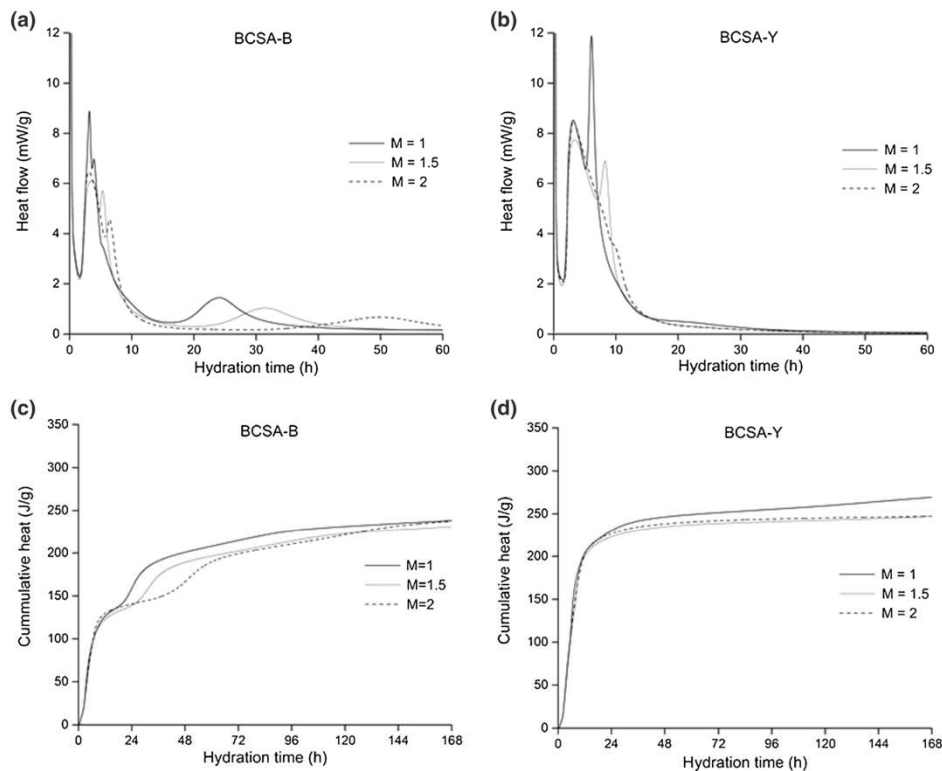 (a)
BCSA-B
12
10
8
6
4
2
0
Heat flow (mW/g)
M = 1
M = 1.5
M = 2
0 10 20 30 40 50 60
Hydration time (h)
(b)
BCSA-Y
12
10
8
6
4
2
0
Heat flow (mW/g)
M = 1
M = 1.5
M = 2
0 10 20 30 40 50 60
Hydration time (h)
(c)
BCSA-B
350
300
250
200
150
100
50
0
Cummulative heat (J/g)
M=1
M=1.5
M=2
0 24 48 72 96 120 144 168
Hydration time (h)
(d)
BCSA-Y
350
300
250
200
150
100
50
0
Cumulative heat (J/g)
M = 1
M = 1.5
M = 2
0 24 48 72 96 120 144 168
Hydration time (h)